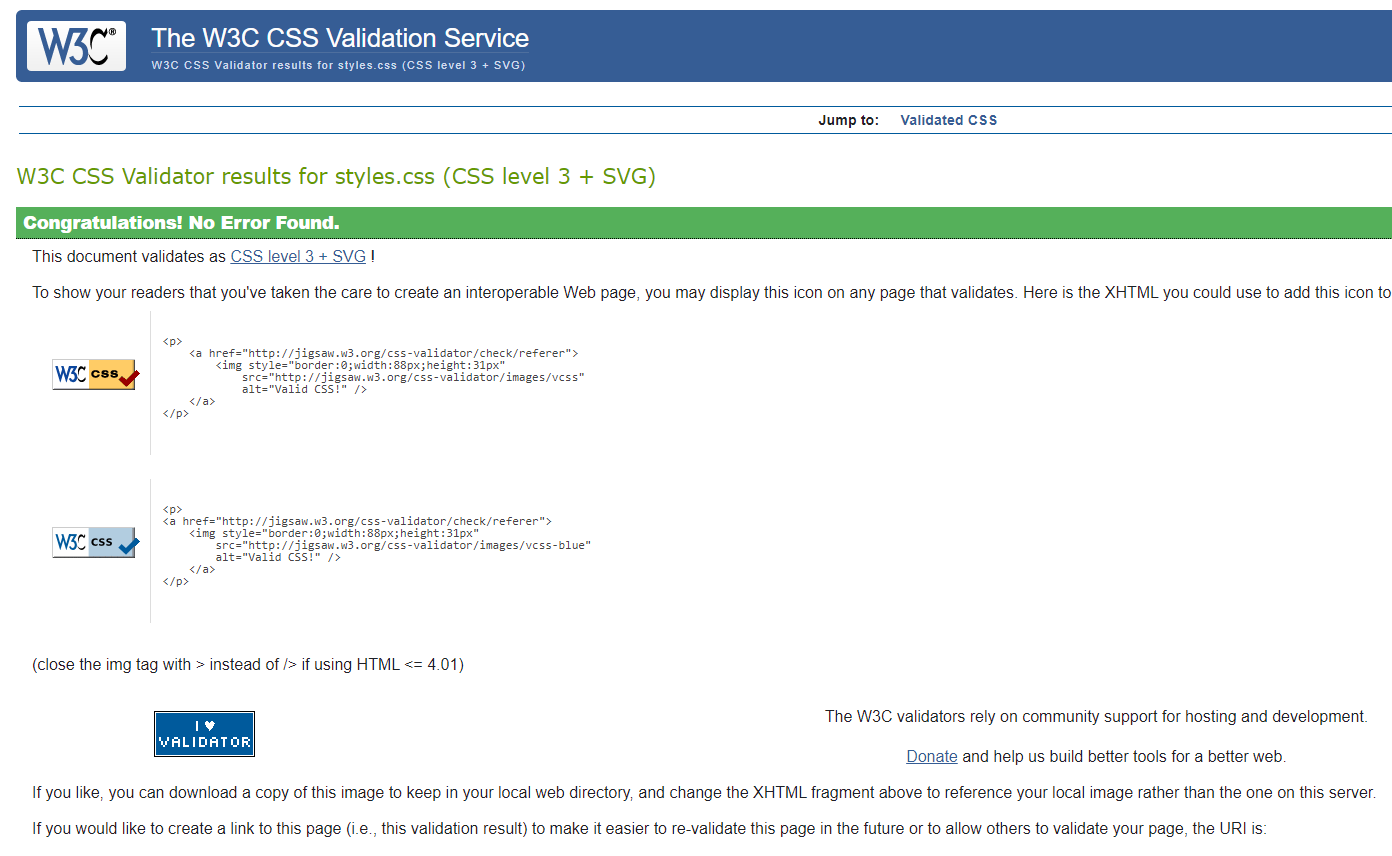 W3C®
The W3C CSS Validation Service
W3C CSS Validator results for styles.css (CSS level 3 + SVG)
Jump to: Validated CSS
W3C CSS Validator results for styles.css (CSS level 3 + SVG)
Congratulations! No Error Found.
This document validates as CSS level 3 + SVG !
To show your readers that you've taken the care to create an interoperable Web page, you may display this icon on any page that validates. Here is the XHTML you could use to add this icon to
W3C css
<p>
    <a href="http://jigsaw.w3.org/css-validator/check/referer">
        <img style="border:0;width:88px;height:31px"
            src="http://jigsaw.w3.org/css-validator/images/vcss"
            alt="Valid CSS!" />
    </a>
</p>
W3C css
<p>
<a href="http://jigsaw.w3.org/css-validator/check/referer">
    <img style="border:0;width:88px;height:31px"
        src="http://jigsaw.w3.org/css-validator/images/vcss-blue"
        alt="Valid CSS!" />
    </a>
</p>
(close the img tag with > instead of /> if using HTML <= 4.01)
I ♥
VALIDATOR
The W3C validators rely on community support for hosting and development.
Donate and help us build better tools for a better web.
If you like, you can download a copy of this image to keep in your local web directory, and change the XHTML fragment above to reference your local image rather than the one on this server.
If you would like to create a link to this page (i.e., this validation result) to make it easier to re-validate this page in the future or to allow others to validate your page, the URI is: